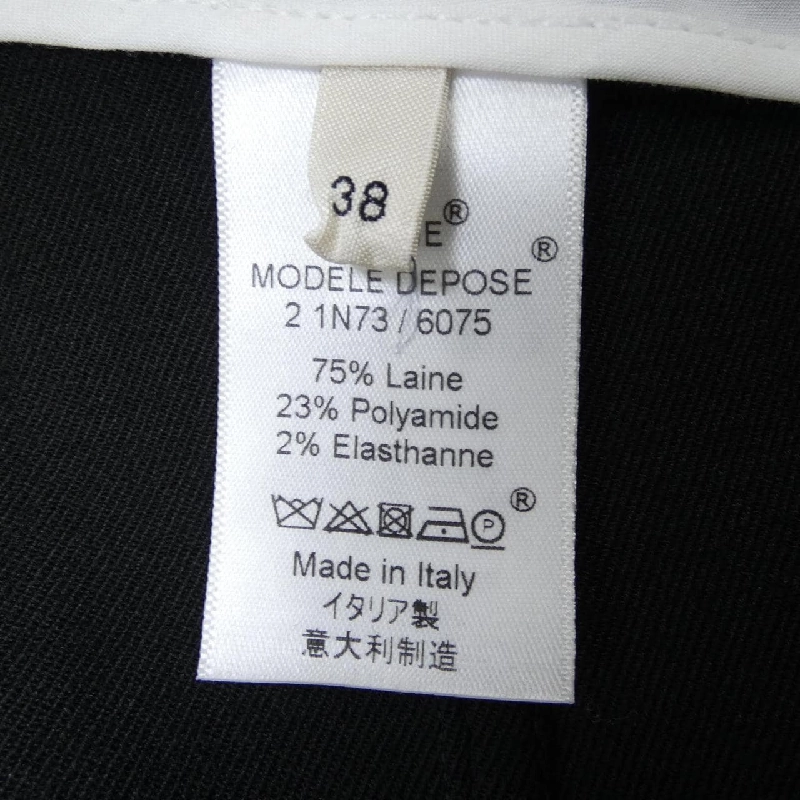 38
E®
MODELE DEPOSE®
2 1N73 / 6075
75% Laine
23% Polyamide
2% Elasthanne
®
P
Made in Italy
イタリア製
意大利制造